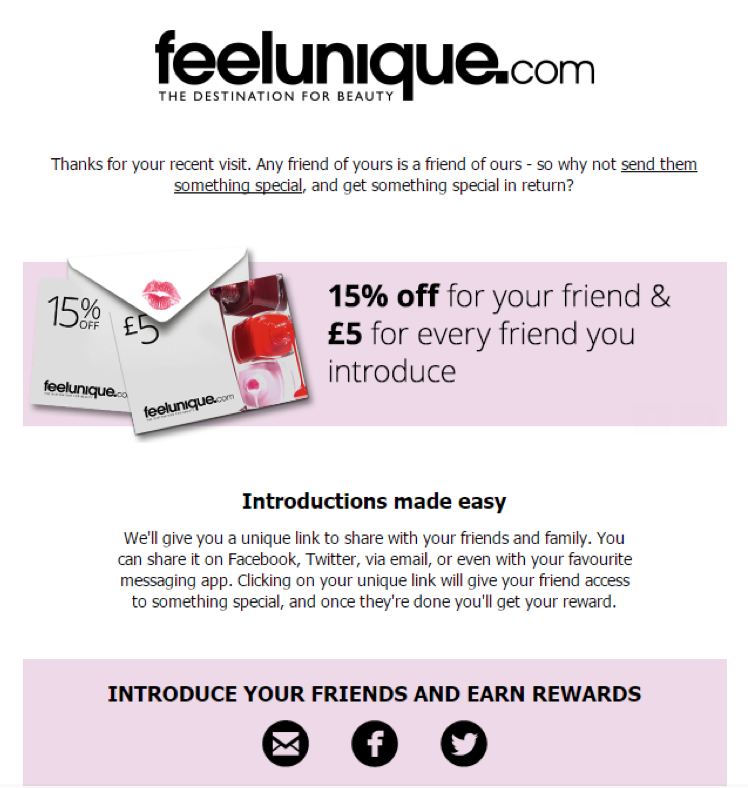 feelunique.com
THE DESTINATION FOR BEAUTY
Thanks for your recent visit. Any friend of yours is a friend of ours - so why not send them
something special, and get something special in return?
15%
OFF
£5
feelunique.co
feelunique.com
15% off for your friend &
£5 for every friend you
introduce
Introductions made easy
We'll give you a unique link to share with your friends and family. You
can share it on Facebook, Twitter, via email, or even with your favourite
messaging app. Clicking on your unique link will give your friend access
to something special, and once they're done you'll get your reward.
INTRODUCE YOUR FRIENDS AND EARN REWARDS